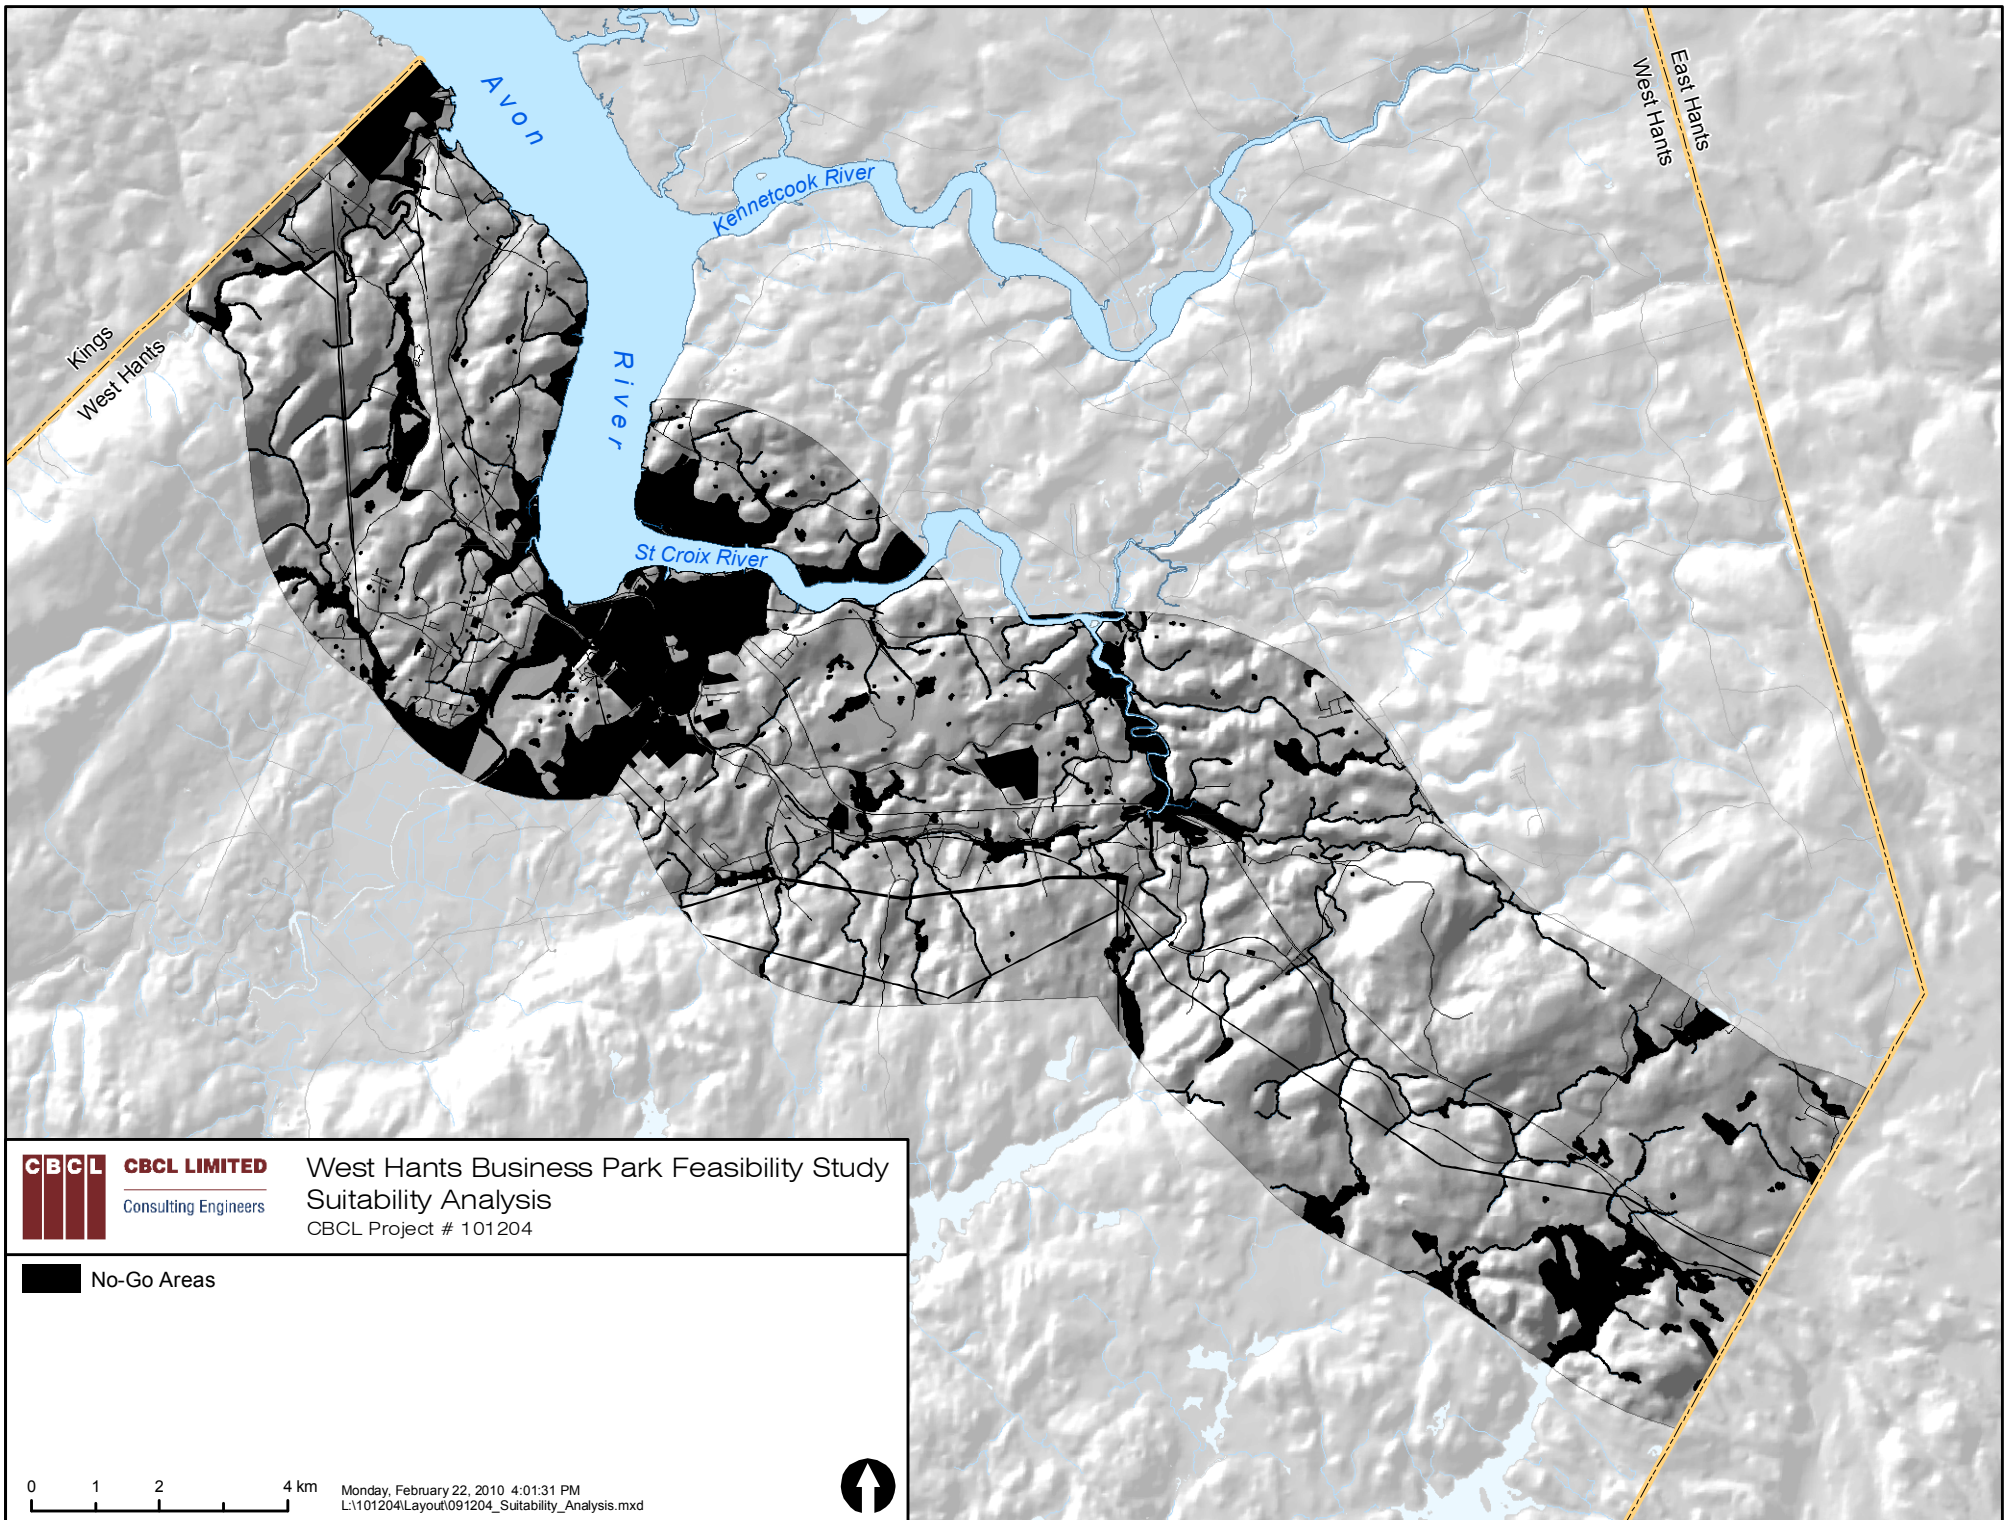 Avon
River
Kennetcook River
St Croix River
East Hants
West Hants
Kings
West Hants
CBCL
CBCL LIMITED
Consulting Engineers
West Hants Business Park Feasibility Study
Suitability Analysis
CBCL Project # 101204
No-Go Areas
0 1 2 4 km
Monday, February 22, 2010 4:01:31 PM
L:\101204\Layout\091204_Suitability_Analysis.mxd